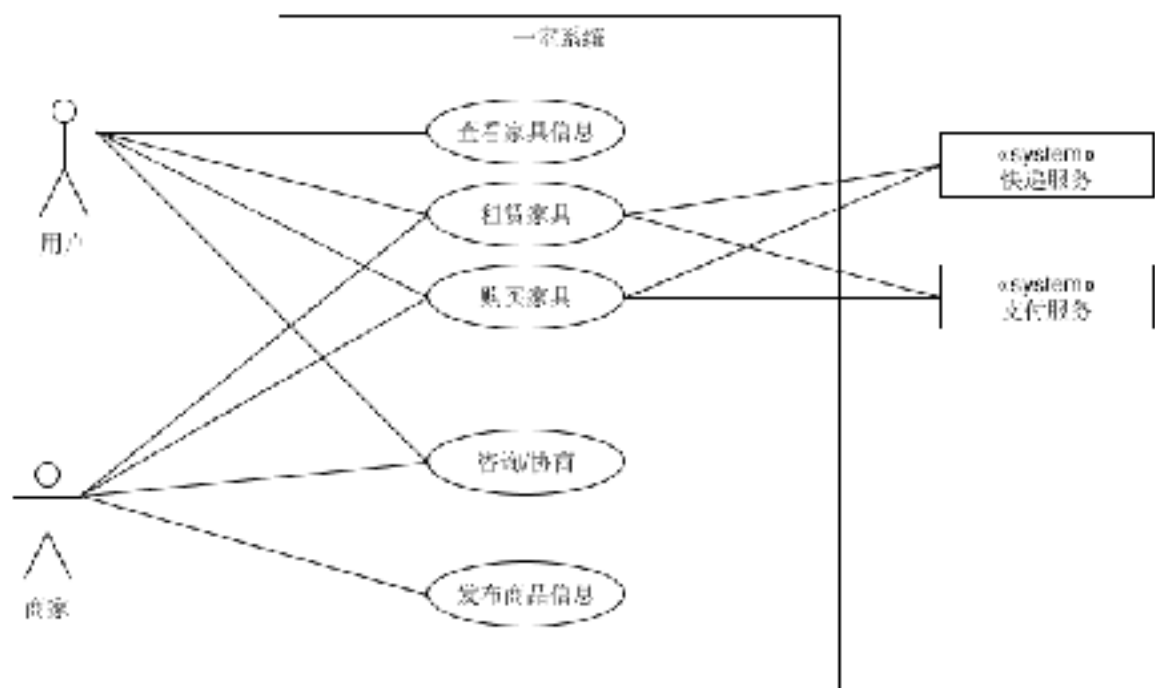 一家系统
查看家具信息
«system»
快递服务
租赁家具
用户
购买家具
«system»
支付服务
咨询/协商
发布商品信息
商家